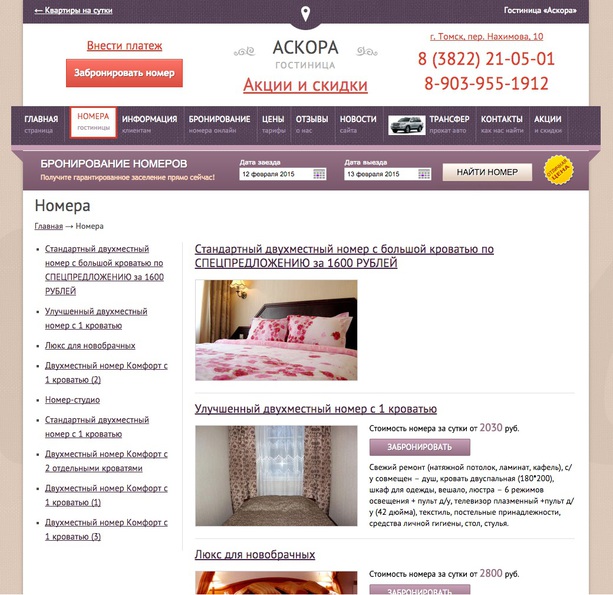 ← Квартиры на сутки
Гостиница «Аскора»
Внести платеж
Забронировать номер
АСКОРА
ГОСТИНИЦА
Акции и скидки
г. Томск, пер. Нахимова, 10
8 (3822) 21-05-01
8-903-955-1912
ГЛАВНАЯ
страница
НОМЕРА
гостиницы
ИНФОРМАЦИЯ
клиентам
БРОНИРОВАНИЕ
номера онлайн
ЦЕНЫ
тарифы
ОТЗЫВЫ
о нас
НОВОСТИ
сайта
ТРАНСФЕР
прокат авто
КОНТАКТЫ
как нас найти
АКЦИИ
и скидки
БРОНИРОВАНИЕ НОМЕРОВ
Получите гарантированное заселение прямо сейчас!
Дата заезда
12 февраля 2015
Дата выезда
13 февраля 2015
НАЙТИ НОМЕР
ОТЛИЧНАЯ
ЦЕНА
Номера
Главная → Номера
Стандартный двухместный
номер с большой кроватью по
СПЕЦПРЕДЛОЖЕНИЮ за 1600
РУБЛЕЙ
Улучшенный двухместный
номер с 1 кроватью
Люкс для новобрачных
Двухместный номер Комфорт с
1 кроватью (2)
Номер-студио
Стандартный двухместный
номер с 1 кроватью
Двухместный номер Комфорт с
2 отдельными кроватями
Двухместный номер Комфорт с
1 кроватью (1)
Двухместный номер Комфорт с
1 кроватью (3)
Стандартный двухместный номер с большой кроватью по
СПЕЦПРЕДЛОЖЕНИЮ за 1600 РУБЛЕЙ
Улучшенный двухместный номер с 1 кроватью
Стоимость номера за сутки от 2030 руб.
ЗАБРОНИРОВАТЬ
Свежий ремонт (натяжной потолок, ламинат, кафель), с/
у совмещен – душ, кровать двуспальная (180*200),
шкаф для одежды, вешало, люстра – 6 режимов
освещения + пульт д/у, телевизор плазменный +пульт д/
у (42 дюйма), текстиль, постельные принадлежности,
средства личной гигиены, стол, стулья.
Люкс для новобрачных
Стоимость номера за сутки от 2800 руб.
ЗАБРОНИРОВАТЬ